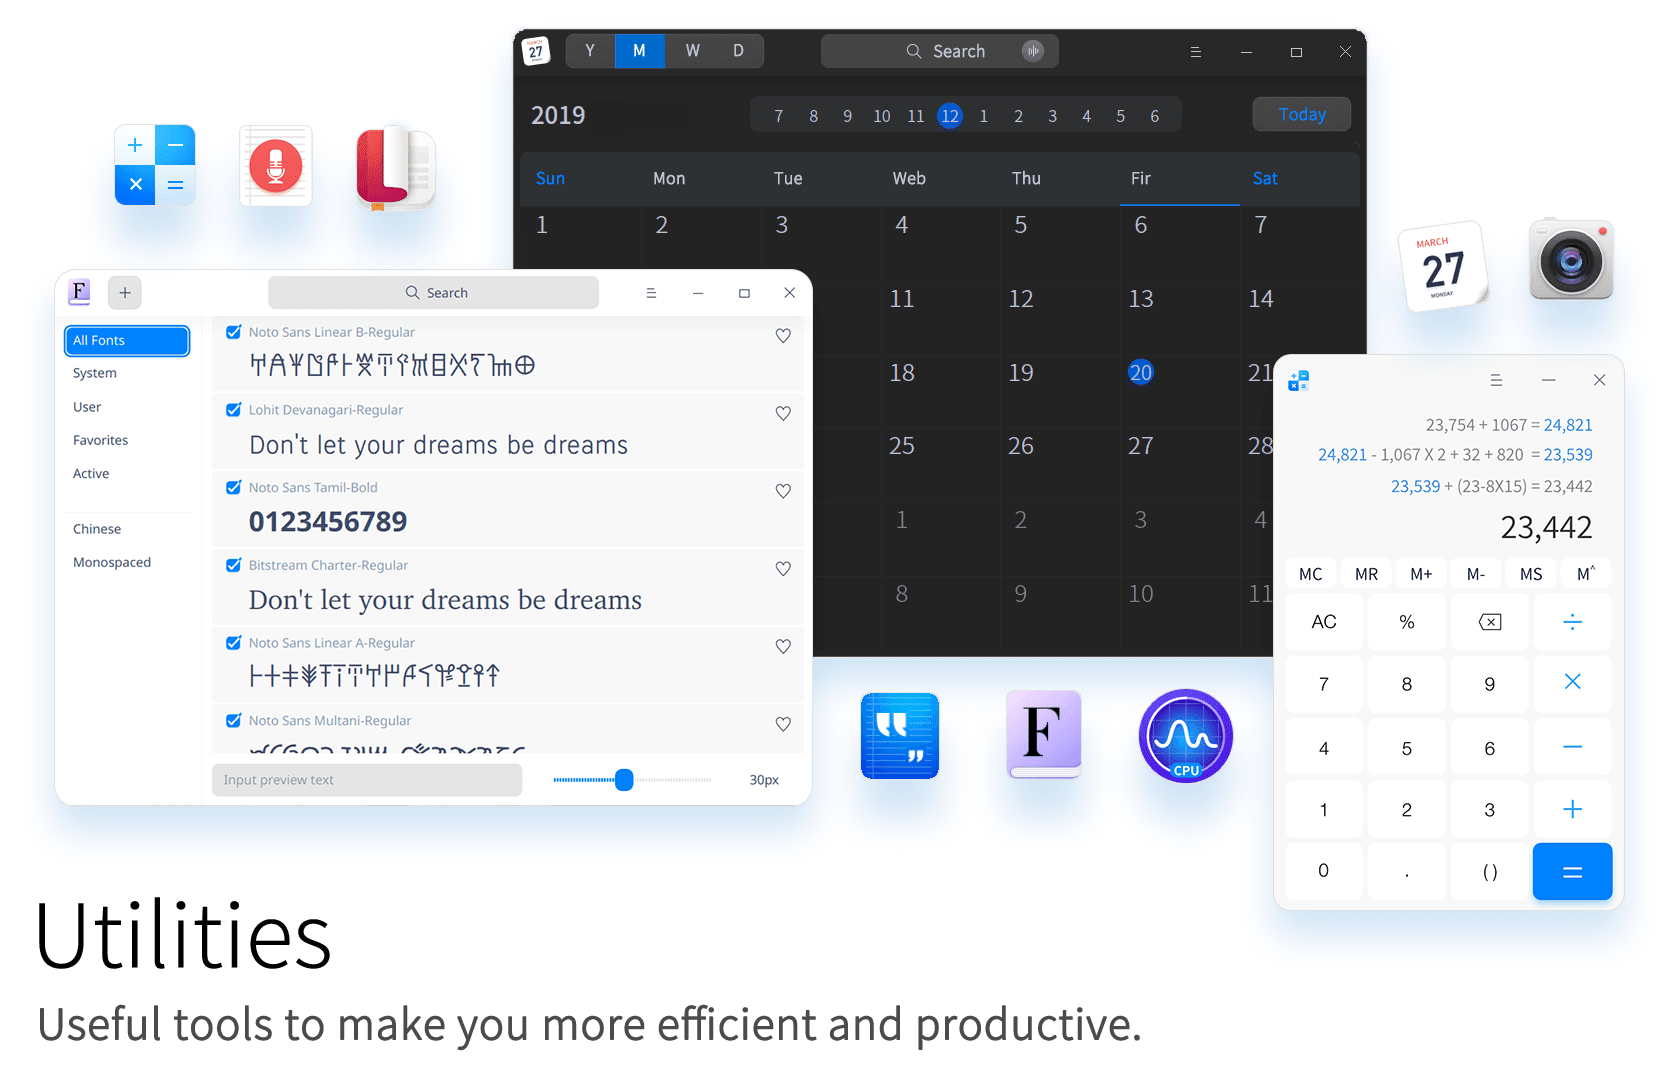 MARCH
27
Y M W D
Search
2019
7 8 9 10 11 12 1 2 3 4 5 6
Today
Sun Mon Tue Web Thu Fir Sat
1 2 3 4 5 6 7
11 12 13 14
18 19 20 21
25 26 27 28
1 2 3 4
8 9 10 11
MARCH
27
MONDAY
F
+
Search
All Fonts
System
User
Favorites
Active
Chinese
Monospaced
Noto Sans Linear B-Regular
Lohit Devanagari-Regular
Don't let your dreams be dreams
Noto Sans Tamil-Bold
0123456789
Bitstream Charter-Regular
Don't let your dreams be dreams
Noto Sans Linear A-Regular
Noto Sans Multani-Regular
Input preview text
30px
F
CPU
23,754 + 1067 = 24,821
24,821 - 1,067 X 2 + 32 + 820 = 23,539
23,539 + (23-8X15) = 23,442
23,442
MC MR M+ M- MS M^
AC % ÷
7 8 9 ×
4 5 6 −
1 2 3 +
0 . () =
Utilities
Useful tools to make you more efficient and productive.